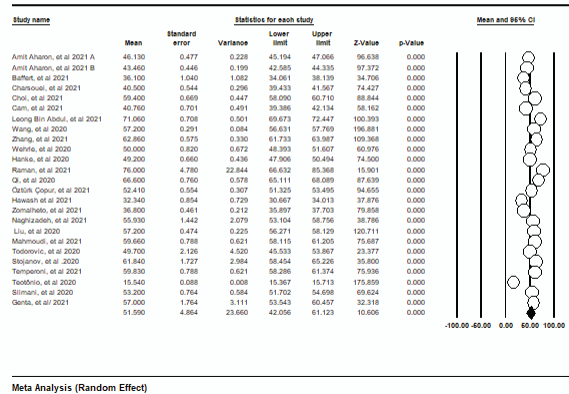 Study name Statistics for each study Mean and 95% CI
Mean Standard error Variance Lower limit Upper limit Z-Value p-Value
Amit Aharon, et al 2021 A 46.130 0.477 0.228 45.194 47.066 96.638 0.000
Amit Aharon, et al 2021 B 43.460 0.446 0.199 42.585 44.335 97.372 0.000
Baffert, et al 2021 36.100 1.040 1.082 34.061 38.139 34.706 0.000
Charsouei, et al 2021 40.500 0.544 0.296 39.433 41.567 74.427 0.000
Choi, et al 2021 59.400 0.669 0.447 58.090 60.710 88.844 0.000
Cam, et al 2021 40.760 0.701 0.491 39.386 42.134 58.162 0.000
Leong Bin Abdul, et al 2021 71.060 0.708 0.501 69.673 72.447 100.393 0.000
Wang, et al 2020 57.200 0.291 0.084 56.631 57.769 196.881 0.000
Zhang, et al 2021 62.860 0.575 0.330 61.733 63.987 109.368 0.000
Wehrle, et al 2020 50.000 0.820 0.672 48.393 51.607 60.976 0.000
Hanke, et al 2020 49.200 0.660 0.436 47.906 50.494 74.500 0.000
Raman, et al 2021 76.000 4.780 22.844 66.632 85.368 15.901 0.000
Qi, et al 2020 66.600 0.760 0.578 65.111 68.089 87.639 0.000
Öztürk Çopur, et al 2021 52.410 0.554 0.307 51.325 53.495 94.655 0.000
Hawash et al 2021 32.340 0.854 0.729 30.667 34.013 37.876 0.000
Zomalheto, et al 2021 36.800 0.461 0.212 35.897 37.703 79.858 0.000
Naghizadeh, et al 2021 55.930 1.442 2.079 53.104 58.756 38.786 0.000
Liu, et al 2020 57.200 0.474 0.225 56.271 58.129 120.711 0.000
Mahmoudi, et al 2021 59.660 0.788 0.621 58.115 61.205 75.687 0.000
Todorovic, et al 2020 49.700 2.126 4.520 45.533 53.867 23.377 0.000
Stojanov, et al .2020 61.840 1.727 2.984 58.454 65.226 35.800 0.000
Temperoni, et al 2021 59.830 0.788 0.621 58.286 61.374 75.936 0.000
Teotônio, et al 2020 15.540 0.088 0.008 15.367 15.713 175.859 0.000
Slimani, et al 2020 53.200 0.764 0.584 51.702 54.698 69.624 0.000
Genta, et al/ 2021 57.000 1.764 3.111 53.543 60.457 32.318 0.000
51.590 4.864 23.660 42.056 61.123 10.606 0.000
-100.00 -50.00 0.00 50.00 100.00
Meta Analysis (Random Effect)